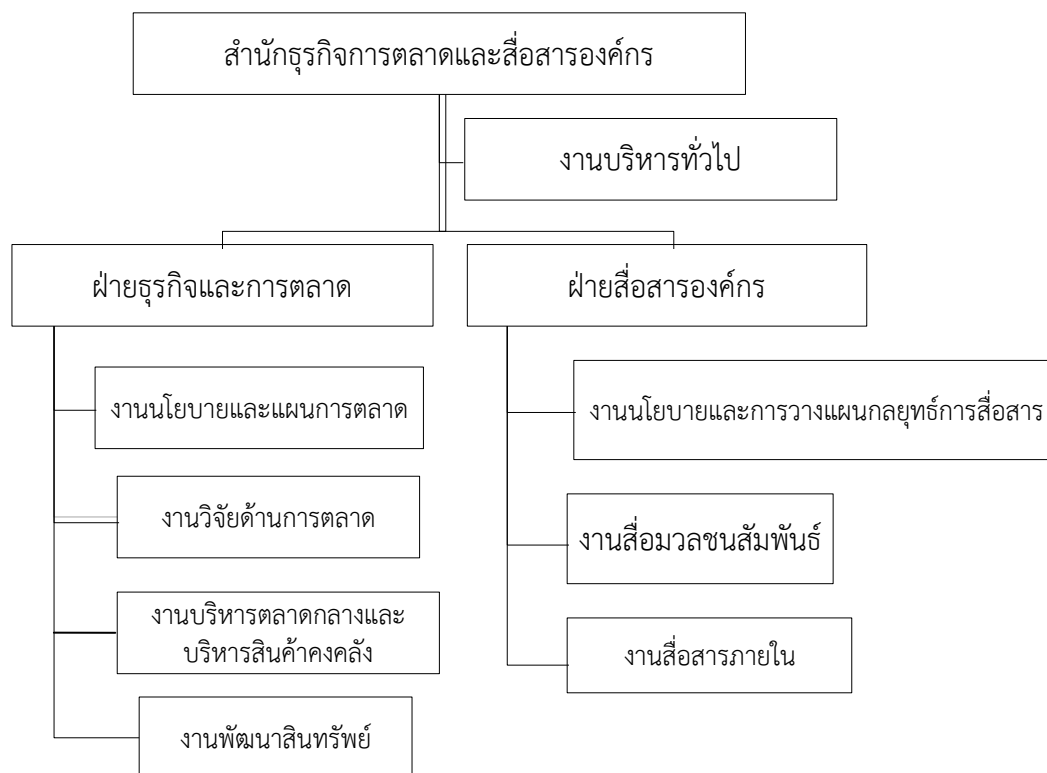 สำนักธุรกิจการตลาดและสื่อสารองค์กร
งานบริหารทั่วไป
ฝ่ายธุรกิจและการตลาด
ฝ่ายสื่อสารองค์กร
งานนโยบายและแผนการตลาด
งานนโยบายและการวางแผนกลยุทธ์การสื่อสาร
งานวิจัยด้านการตลาด
งานสื่อมวลชนสัมพันธ์
งานบริหารตลาดกลางและ
บริหารสินค้าคงคลัง
งานสื่อสารภายใน
งานพัฒนาสินทรัพย์